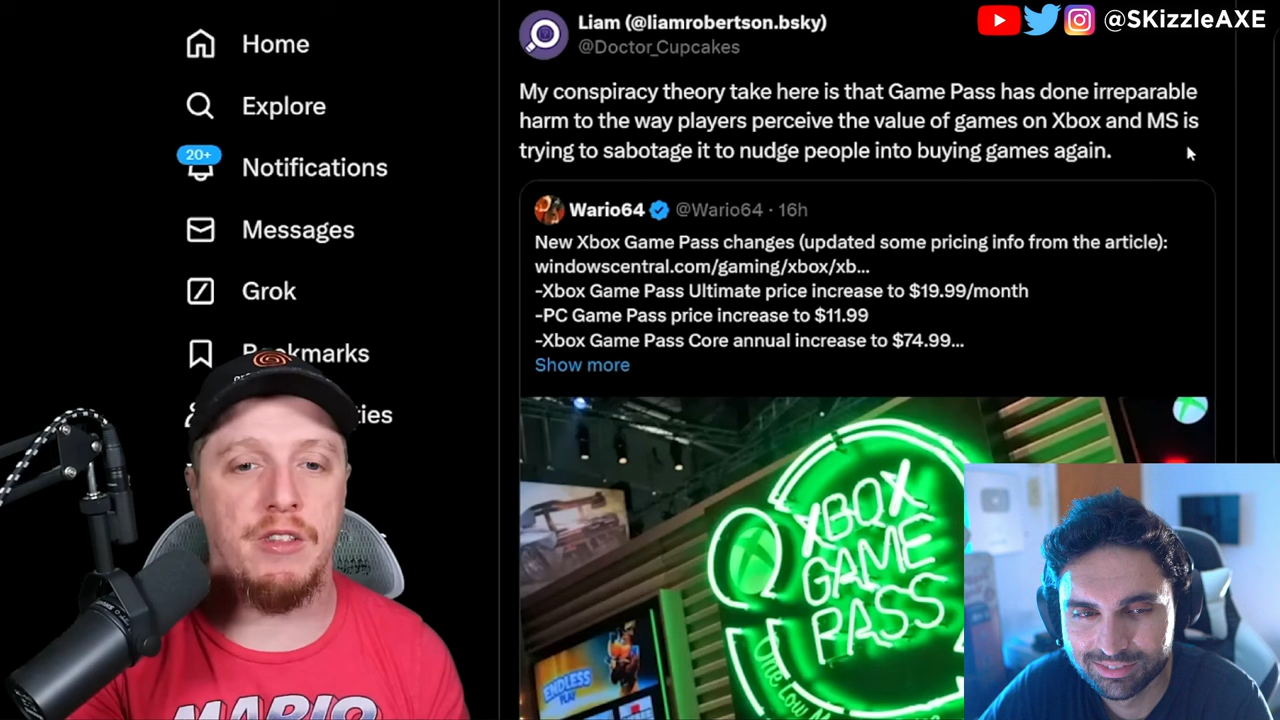 @SKizzleAXE
Home
Explore
20+
Notifications
Messages
Grok
Bookmarks
ties
Liam (@liamrobertson.bsky)
@Doctor_Cupcakes
My conspiracy theory take here is that Game Pass has done irreparable
harm to the way players perceive the value of games on Xbox and MS is
trying to sabotage it to nudge people into buying games again.
Wario64 @Wario64 · 16h
New Xbox Game Pass changes (updated some pricing info from the article):
windowscentral.com/gaming/xbox/xb...
-Xbox Game Pass Ultimate price increase to $19.99/month
-PC Game Pass price increase to $11.99
-Xbox Game Pass Core annual increase to $74.99...
Show more
XBOX
GAME
PASS
One Low
ENDLESS
PLAY
MARIO